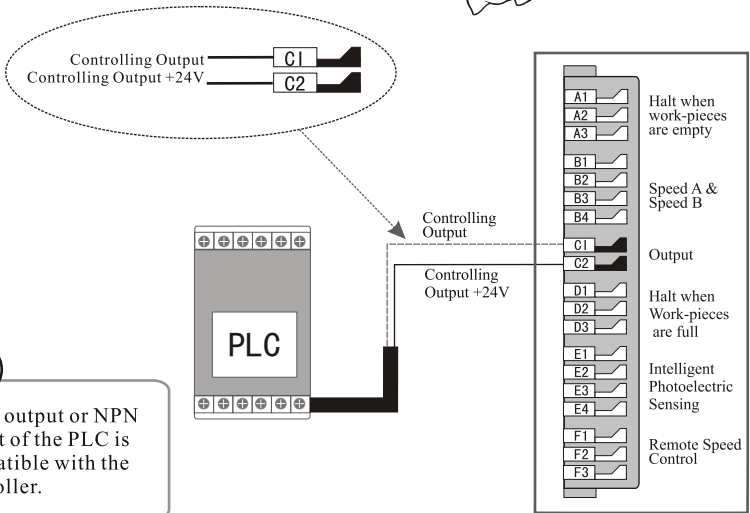 Controlling Output
C1
Controlling Output +24V
C2
Controlling
Output
Controlling
Output +24V
PLC
A1
A2
A3
Halt when
work-pieces
are empty
B1
B2
B3
B4
Speed A &
Speed B
C1
C2
Output
D1
D2
D3
Halt when
Work-pieces
are full
E1
E2
E3
E4
Intelligent
Photoelectric
Sensing
F1
F2
F3
Remote Speed
Control
output or NPN
of the PLC is
with the